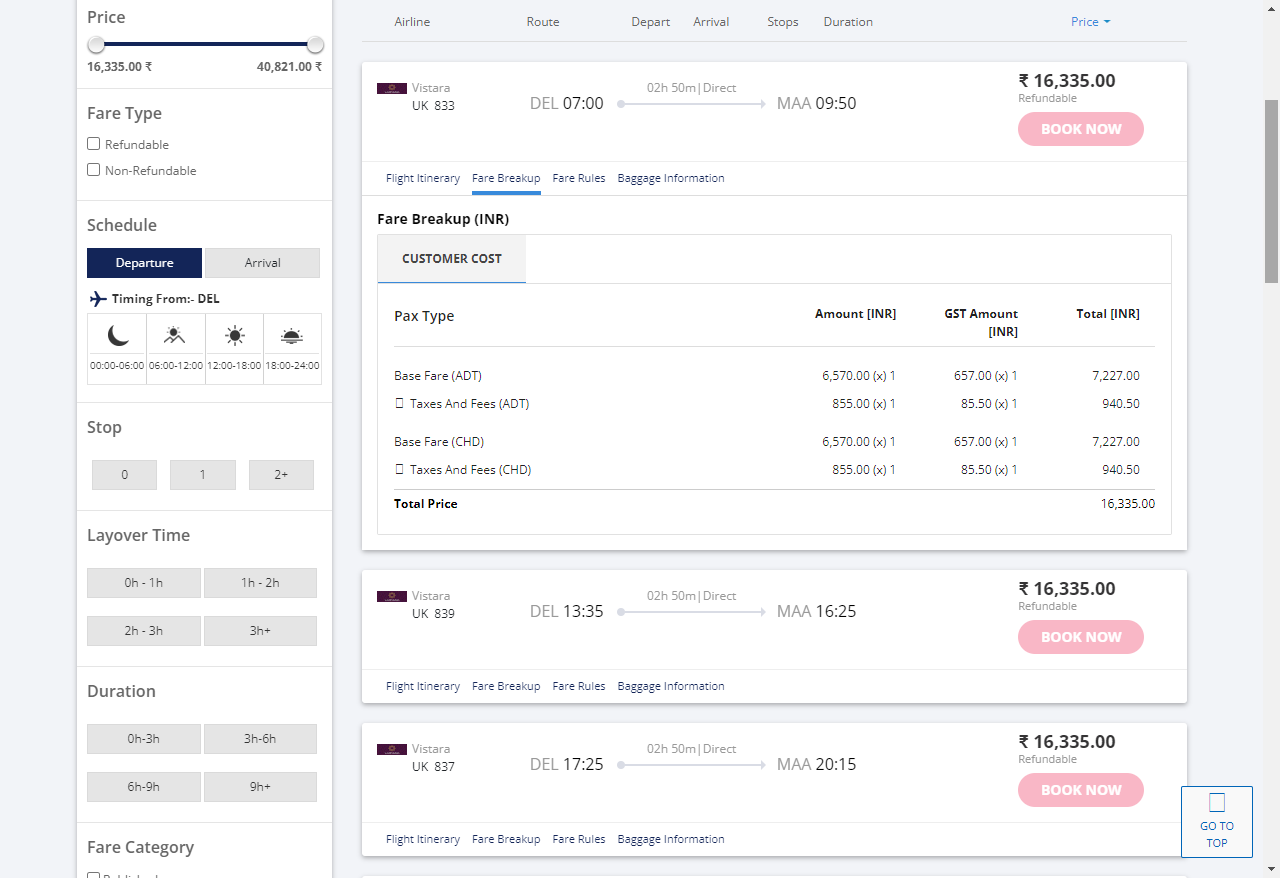 Price
16,335.00 ₹ 40,821.00 ₹
Fare Type
Refundable
Non-Refundable
Schedule
Departure Arrival
Timing From:- DEL
00:00-06:00 06:00-12:00 12:00-18:00 18:00-24:00
Stop
0 1 2+
Layover Time
0h - 1h 1h - 2h
2h - 3h 3h+
Duration
0h-3h 3h-6h
6h-9h 9h+
Fare Category
Airline Route Depart Arrival Stops Duration Price
Vistara
UK 833
DEL 07:00
02h 50m|Direct
MAA 09:50
₹ 16,335.00
Refundable
BOOK NOW
Flight Itinerary Fare Breakup Fare Rules Baggage Information
Fare Breakup (INR)
CUSTOMER COST
Pax Type Amount [INR] GST Amount [INR] Total [INR]
Base Fare (ADT) 6,570.00 (x) 1 657.00 (x) 1 7,227.00
Taxes And Fees (ADT) 855.00 (x) 1 85.50 (x) 1 940.50
Base Fare (CHD) 6,570.00 (x) 1 657.00 (x) 1 7,227.00
Taxes And Fees (CHD) 855.00 (x) 1 85.50 (x) 1 940.50
Total Price 16,335.00
Vistara
UK 839
DEL 13:35
02h 50m|Direct
MAA 16:25
₹ 16,335.00
Refundable
BOOK NOW
Flight Itinerary Fare Breakup Fare Rules Baggage Information
Vistara
UK 837
DEL 17:25
02h 50m|Direct
MAA 20:15
₹ 16,335.00
Refundable
BOOK NOW
Flight Itinerary Fare Breakup Fare Rules Baggage Information
GO TO
TOP